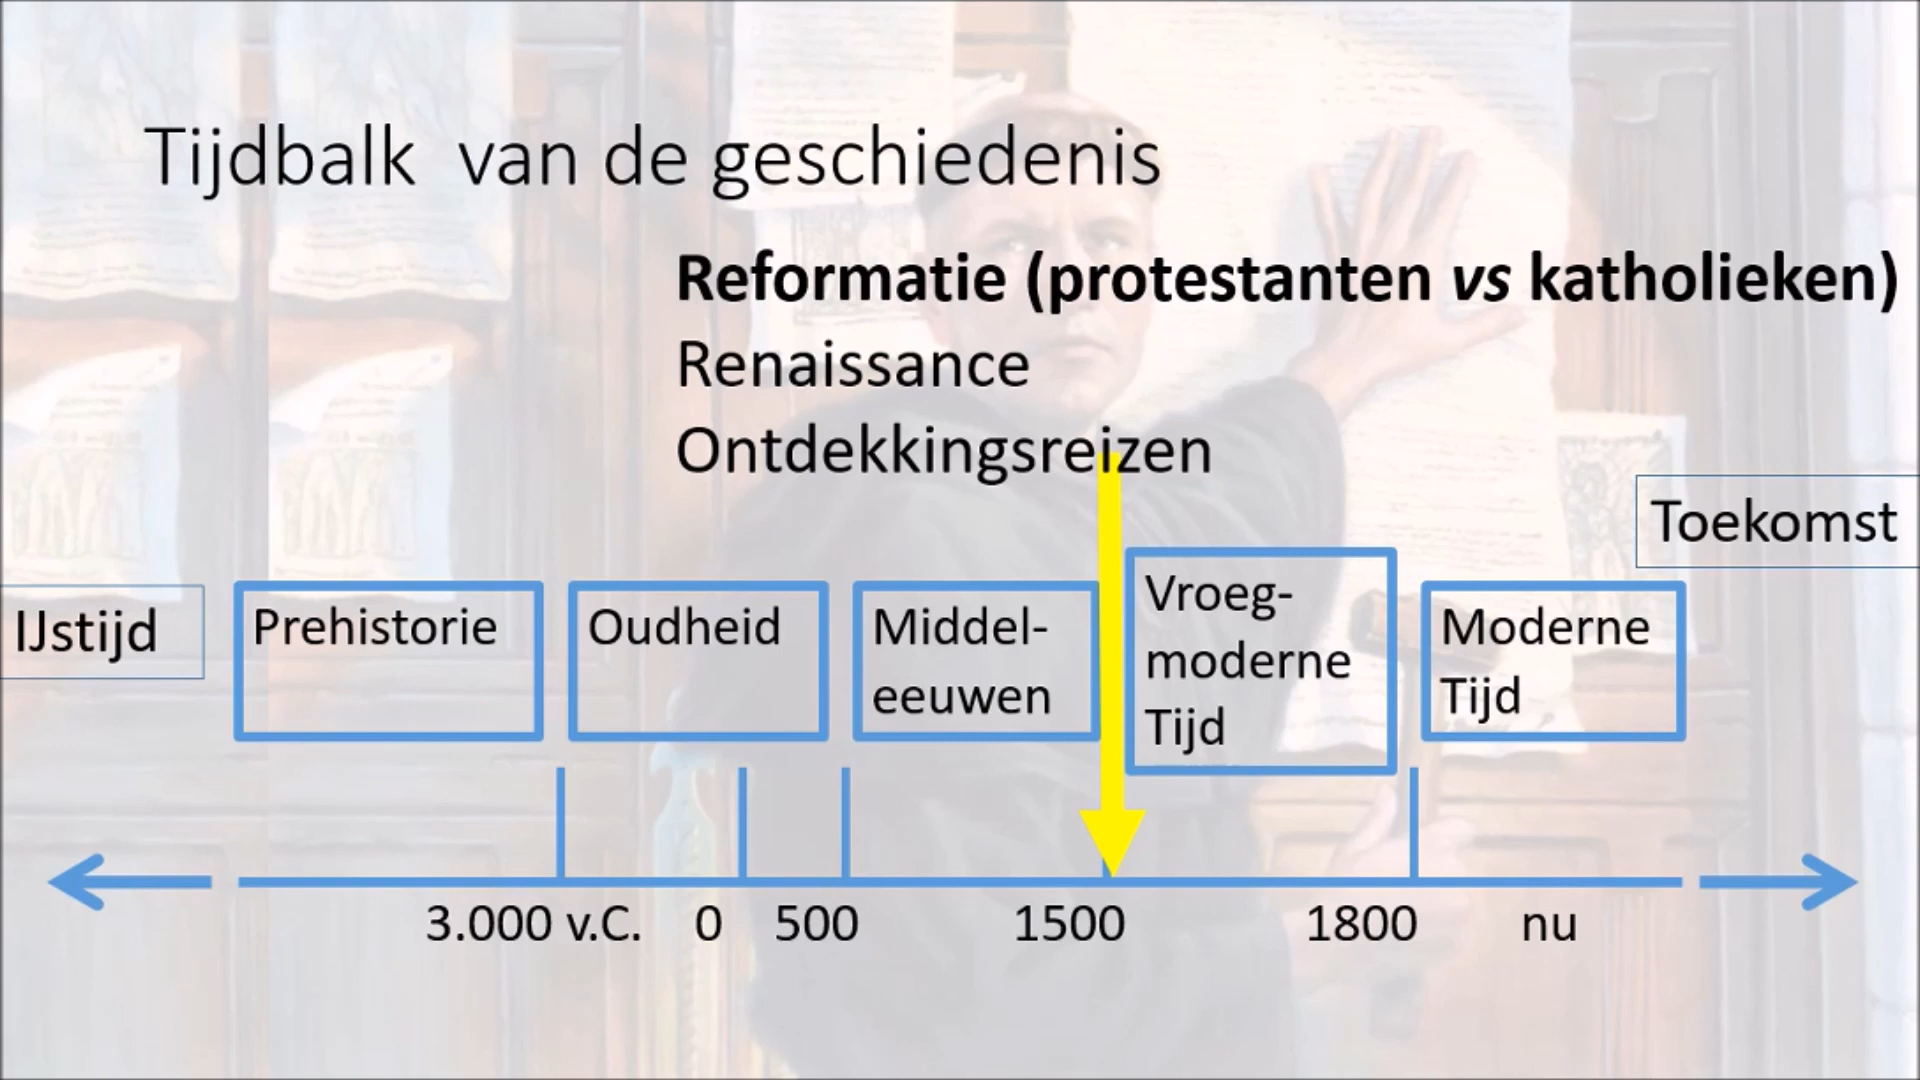 Tijdbalk van de geschiedenis
Reformatie (protestanten vs katholieken)
Renaissance
Ontdekkingsreizen
Toekomst
IJstijd
Prehistorie
Oudheid
Middel-
eeuwen
Vroeg-
moderne
Tijd
Moderne
Tijd
3.000 v.C. 0 500 1500 1800 nu